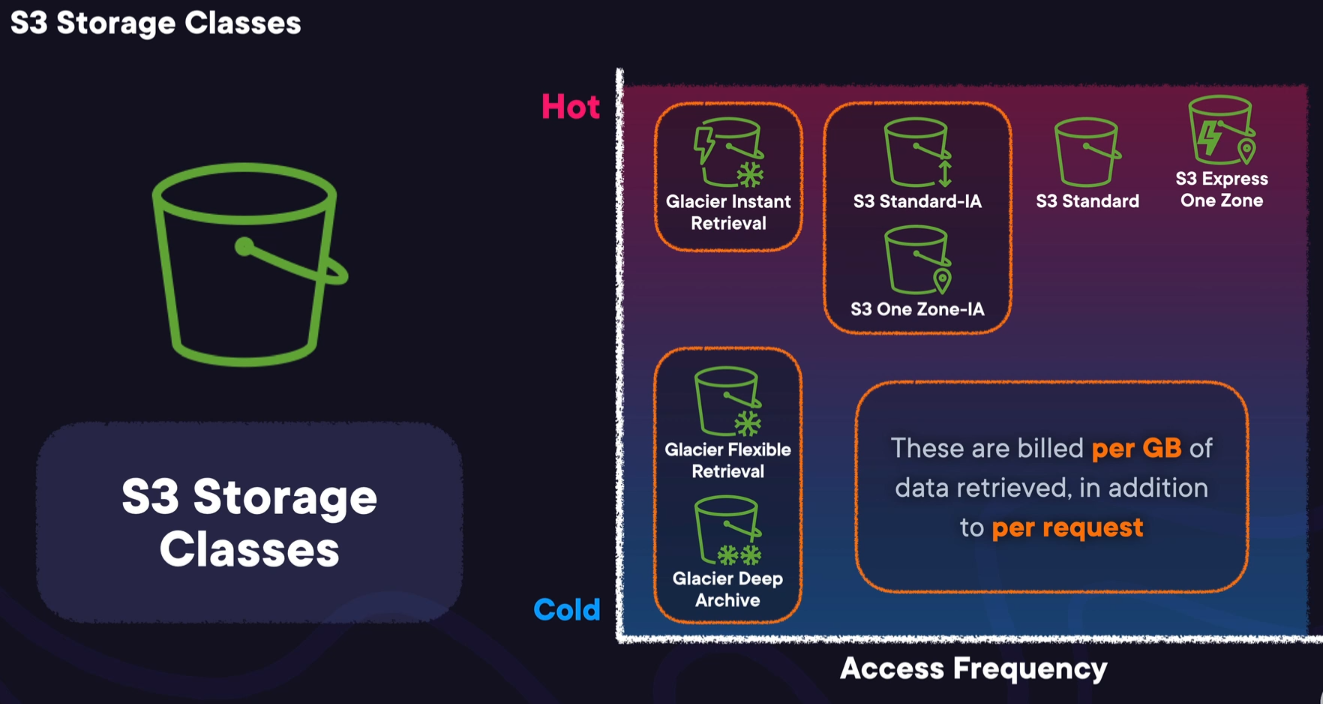 S3 Storage Classes
S3 Storage
Classes
Hot
Glacier Instant
Retrieval
S3 Standard-IA
S3 One Zone-IA
S3 Standard
S3 Express
One Zone
Glacier Flexible
Retrieval
Glacier Deep
Archive
These are billed per GB of
data retrieved, in addition
to per request
Cold
Access Frequency